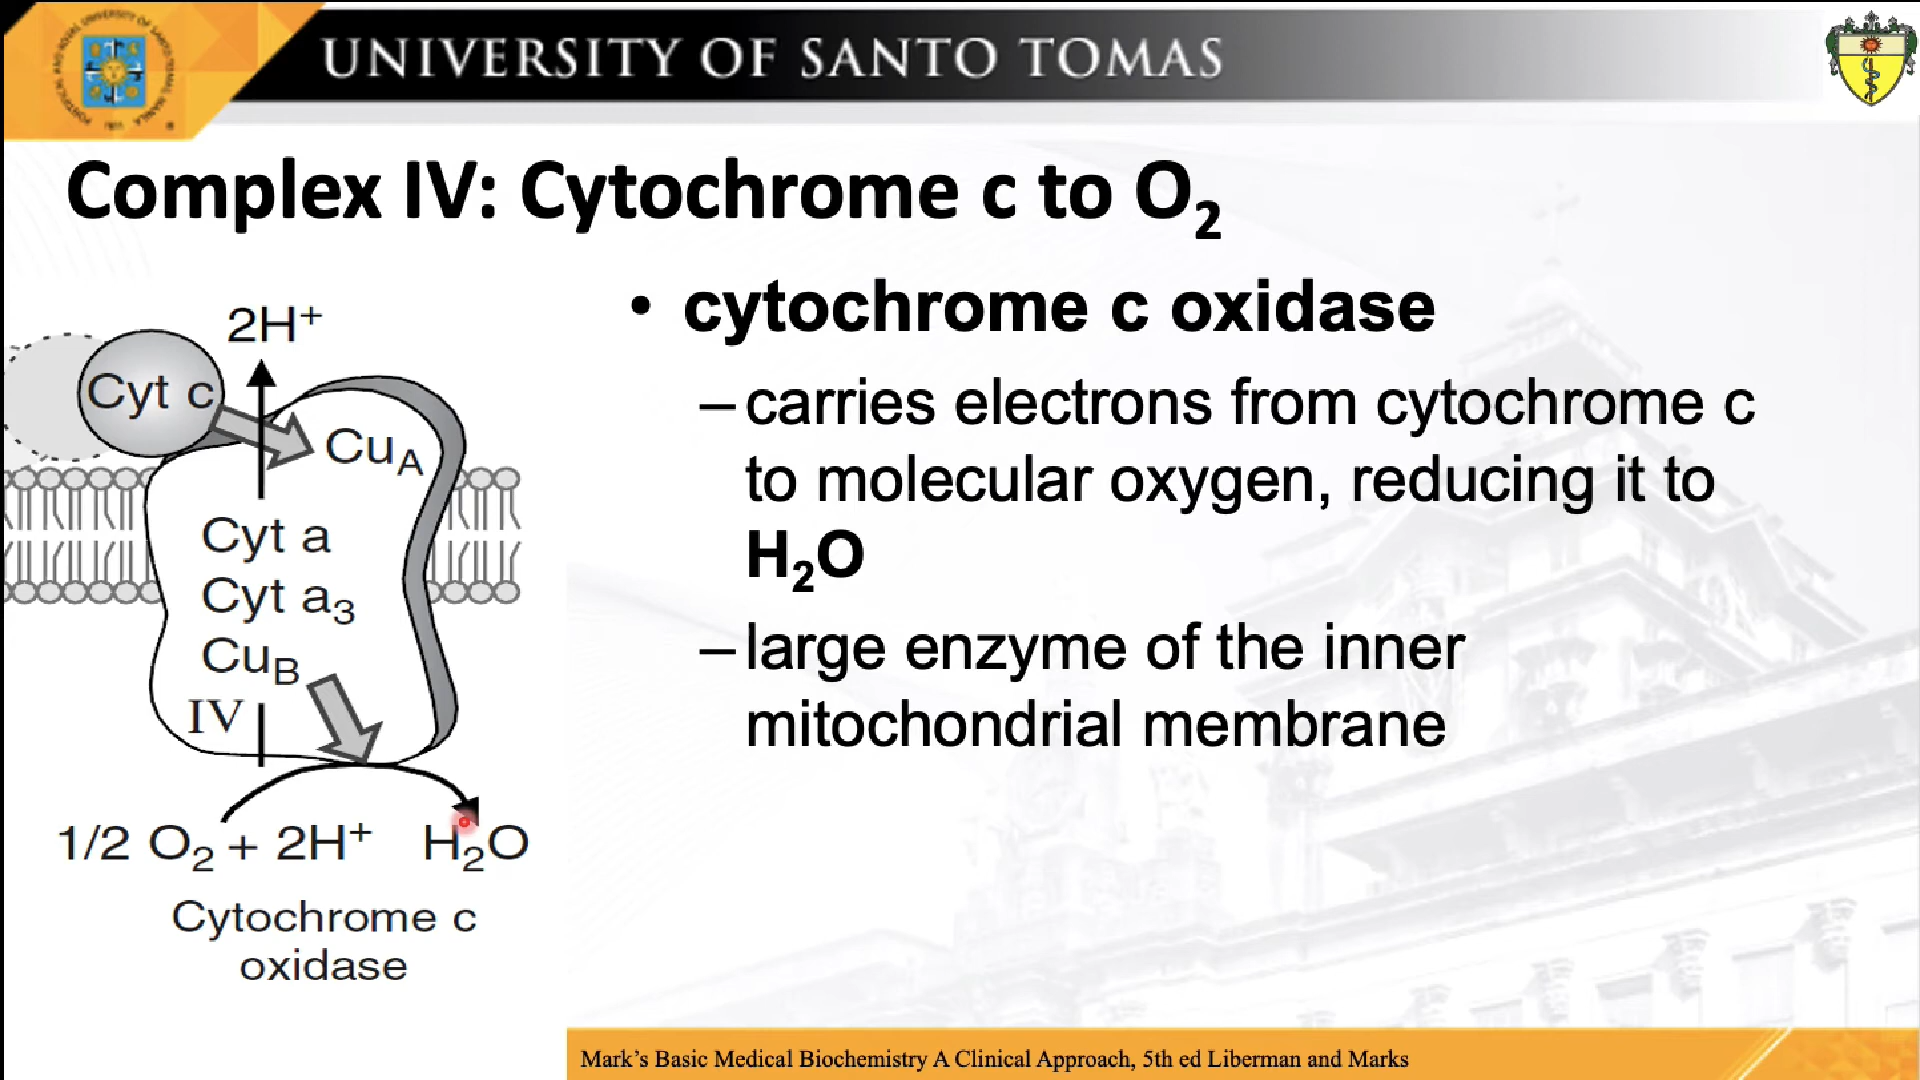 UNIVERSITY OF SANTO TOMAS
Complex IV: Cytochrome c to O₂
2H⁺
Cyt c
Cu_A
Cyt a
Cyt a₃
Cu_B
IV
1/2 O₂ + 2H⁺ H₂O
Cytochrome c
oxidase
• cytochrome c oxidase
– carries electrons from cytochrome c
to molecular oxygen, reducing it to
H₂O
– large enzyme of the inner
mitochondrial membrane
Mark's Basic Medical Biochemistry A Clinical Approach, 5th ed Liberman and Marks